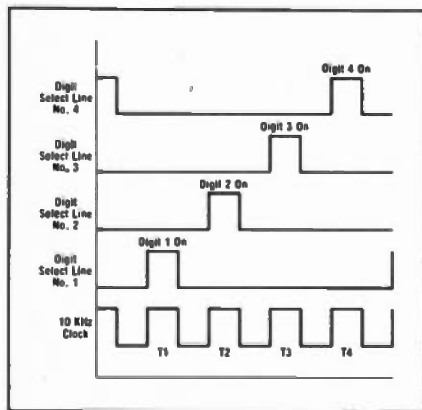 Digit
Select Line
No. 4
Digit 4 On
Digit
Select Line
No. 3
Digit 3 On
Digit
Select Line
No. 2
Digit 2 On
Digit
Select Line
No. 1
Digit 1 On
10 KHz
Clock
T1 T2 T3 T4